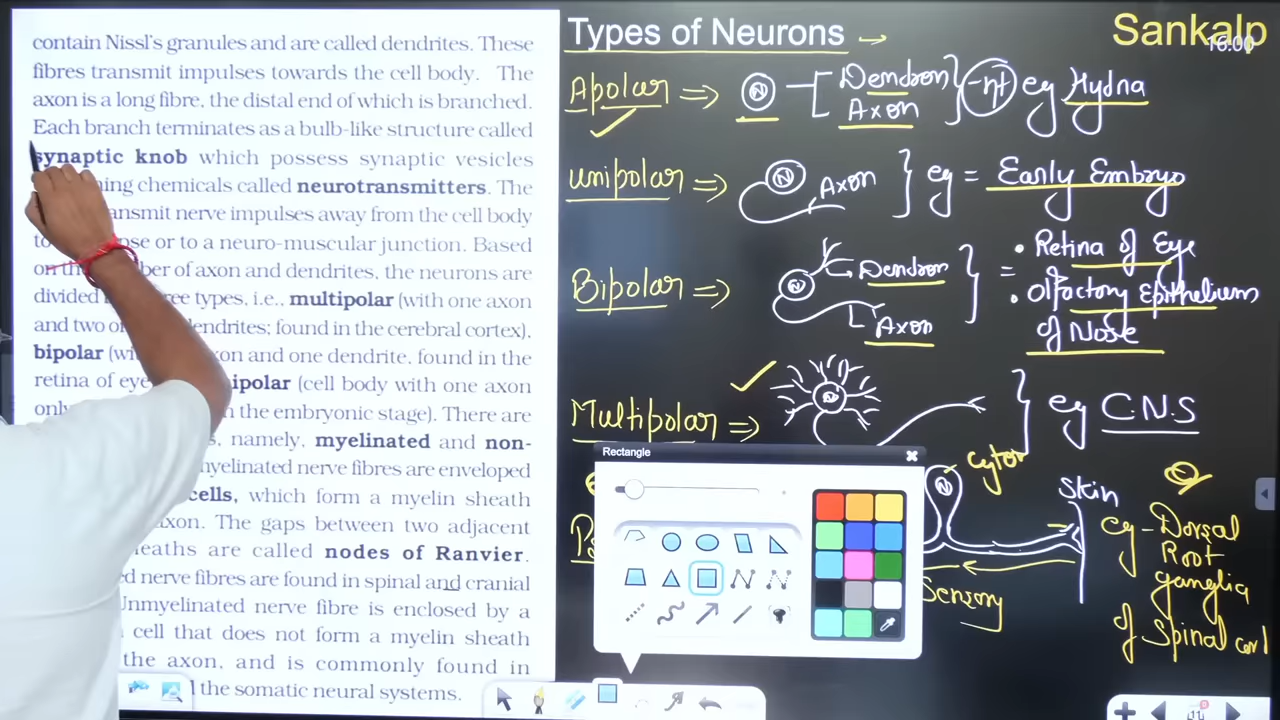 contain Nissl's granules and are called dendrites. These
fibres transmit impulses towards the cell body. The
axon is a long fibre, the distal end of which is branched.
Each branch terminates as a bulb-like structure called
synaptic knob which possess synaptic vesicles
chemicals called neurotransmitters. The
nerve impulses away from the cell body
or to a neuro-muscular junction. Based
on of axon and dendrites, the neurons are
divided types, i.e., multipolar (with one axon
and two dendrites; found in the cerebral cortex),
bipolar and one dendrite, found in the
retina of eye (cell body with one axon
the embryonic stage). There are
namely, myelinated and non-
nerve fibres are enveloped
which form a myelin sheath
The gaps between two adjacent
are called nodes of Ranvier.
nerve fibres are found in spinal and cranial
Unmyelinated nerve fibre is enclosed by a
cell that does not form a myelin sheath
the axon, and is commonly found in
the somatic neural systems.
Types of Neurons →
Sankalp
16:00
Apolar ⇒ N Dendron Axon eg Hydra
unipolar ⇒ N Axon eg = Early Embryo
Bipolar ⇒ N Dendron Axon = • Retina of Eye
• Olfactory Epithelium
of Nose
Multipolar ⇒ N eg C.N.S
N Skin
Sensory
eg - Dorsal
Root
ganglia
of Spinal cord
Rectangle
11